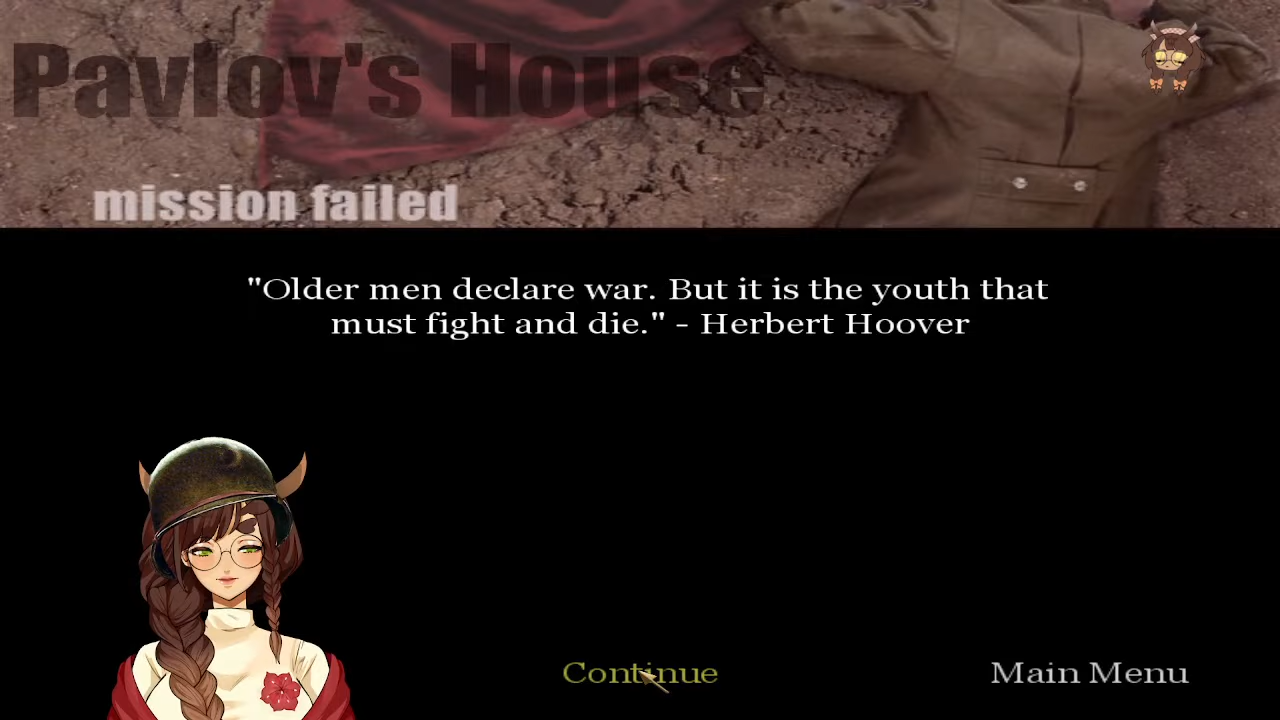 Pavlov's House
mission failed
"Older men declare war. But it is the youth that
must fight and die." - Herbert Hoover
Continue
Main Menu